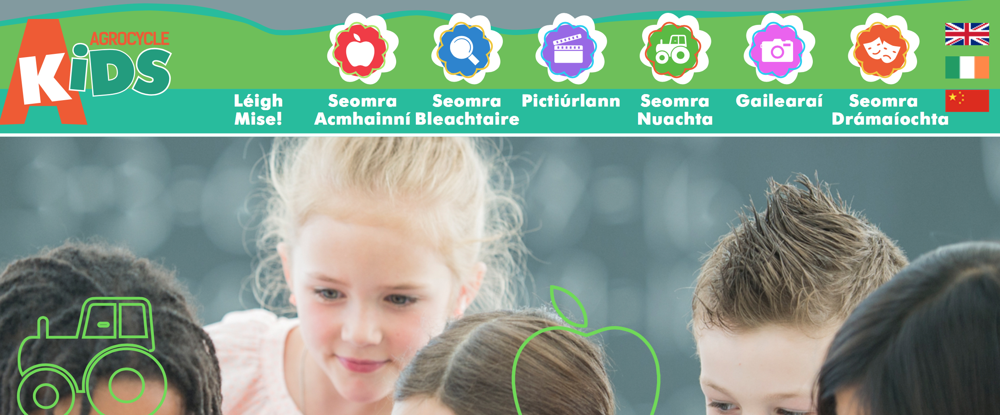 AGROCYCLE
KiDS
Léigh
Mise!
Seomra
Acmhainní
Seomra
Bleachtaire
Pictiúrlann
Seomra
Nuachta
Gailearaí
Seomra
Drámaíochta